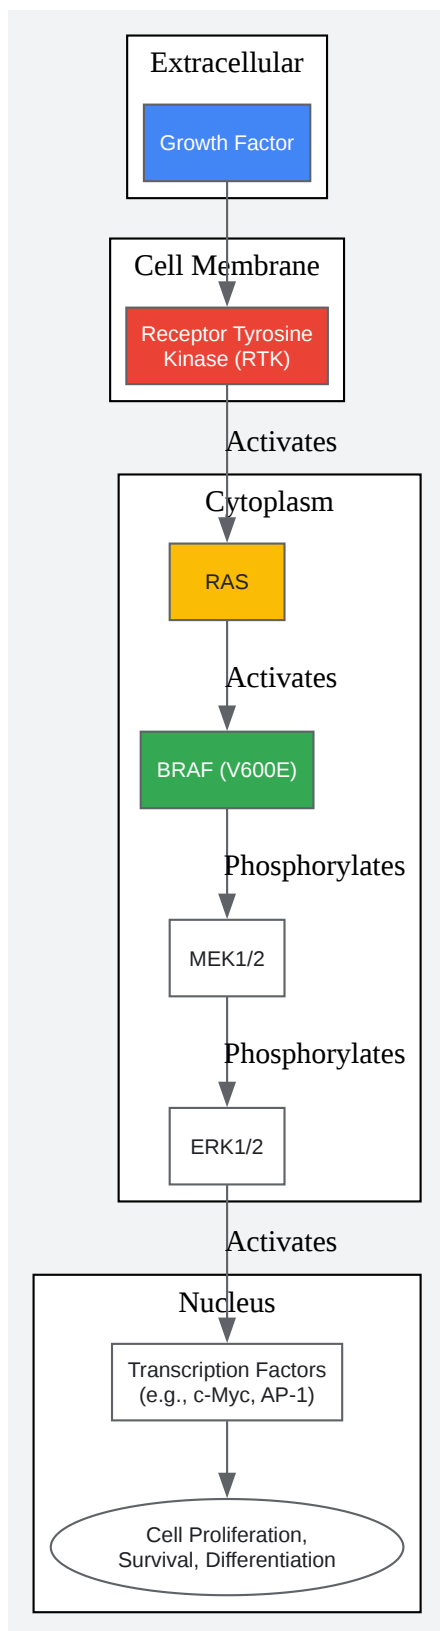 Extracellular
Growth Factor
Cell Membrane
Receptor Tyrosine
Kinase (RTK)
Activates
Cytoplasm
RAS
Activates
BRAF (V600E)
Phosphorylates
MEK1/2
Phosphorylates
ERK1/2
Activates
Nucleus
Transcription Factors
(e.g., c-Myc, AP-1)
Cell Proliferation,
Survival, Differentiation